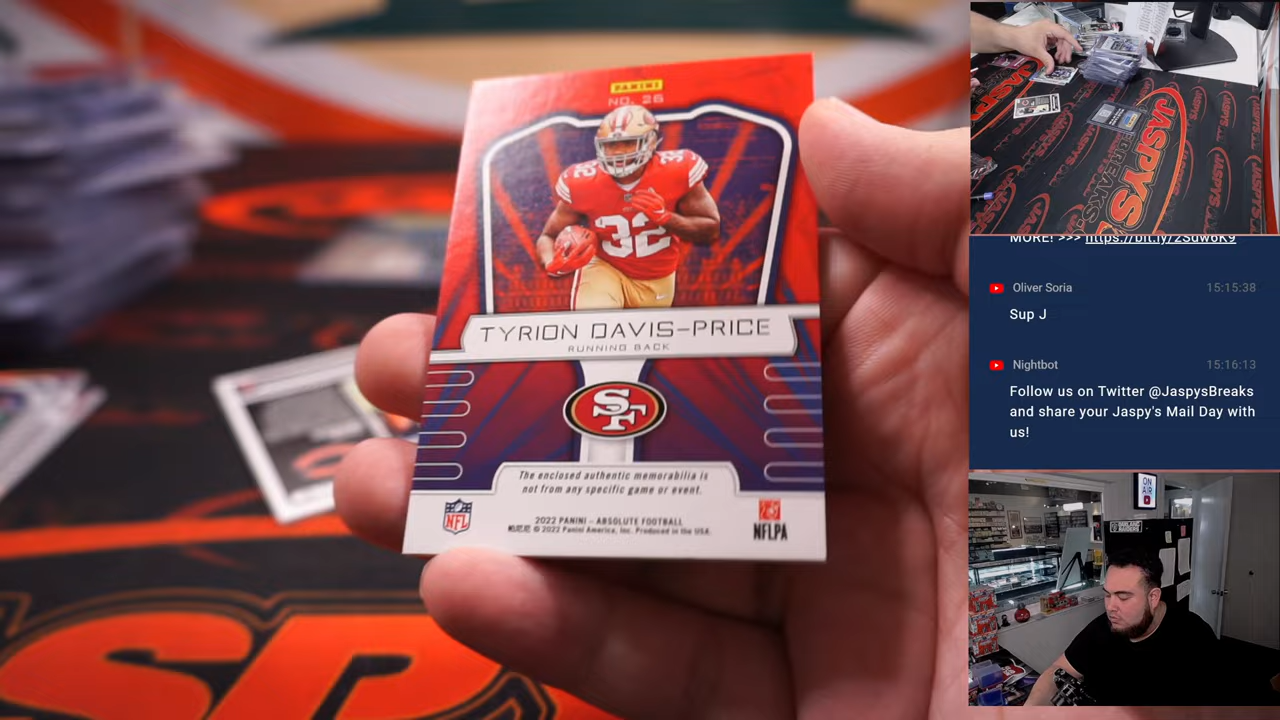 PANINI
NO. 26
32
32
32
TYRION DAVIS-PRICE
RUNNING BACK
SF
The enclosed authentic memorabilia is
not from any specific game or event.
2022 PANINI – ABSOLUTE FOOTBALL
© 2022 Panini America, Inc. Produced in the USA.
NFL
NFLPA
JASPYS
BREAKS
MORE! >>> https://bit.ly/2Sdw6K9
Oliver Soria 15:15:38
Sup J
Nightbot 15:16:13
Follow us on Twitter @JaspysBreaks
and share your Jaspy's Mail Day with
us!
ON
AIR